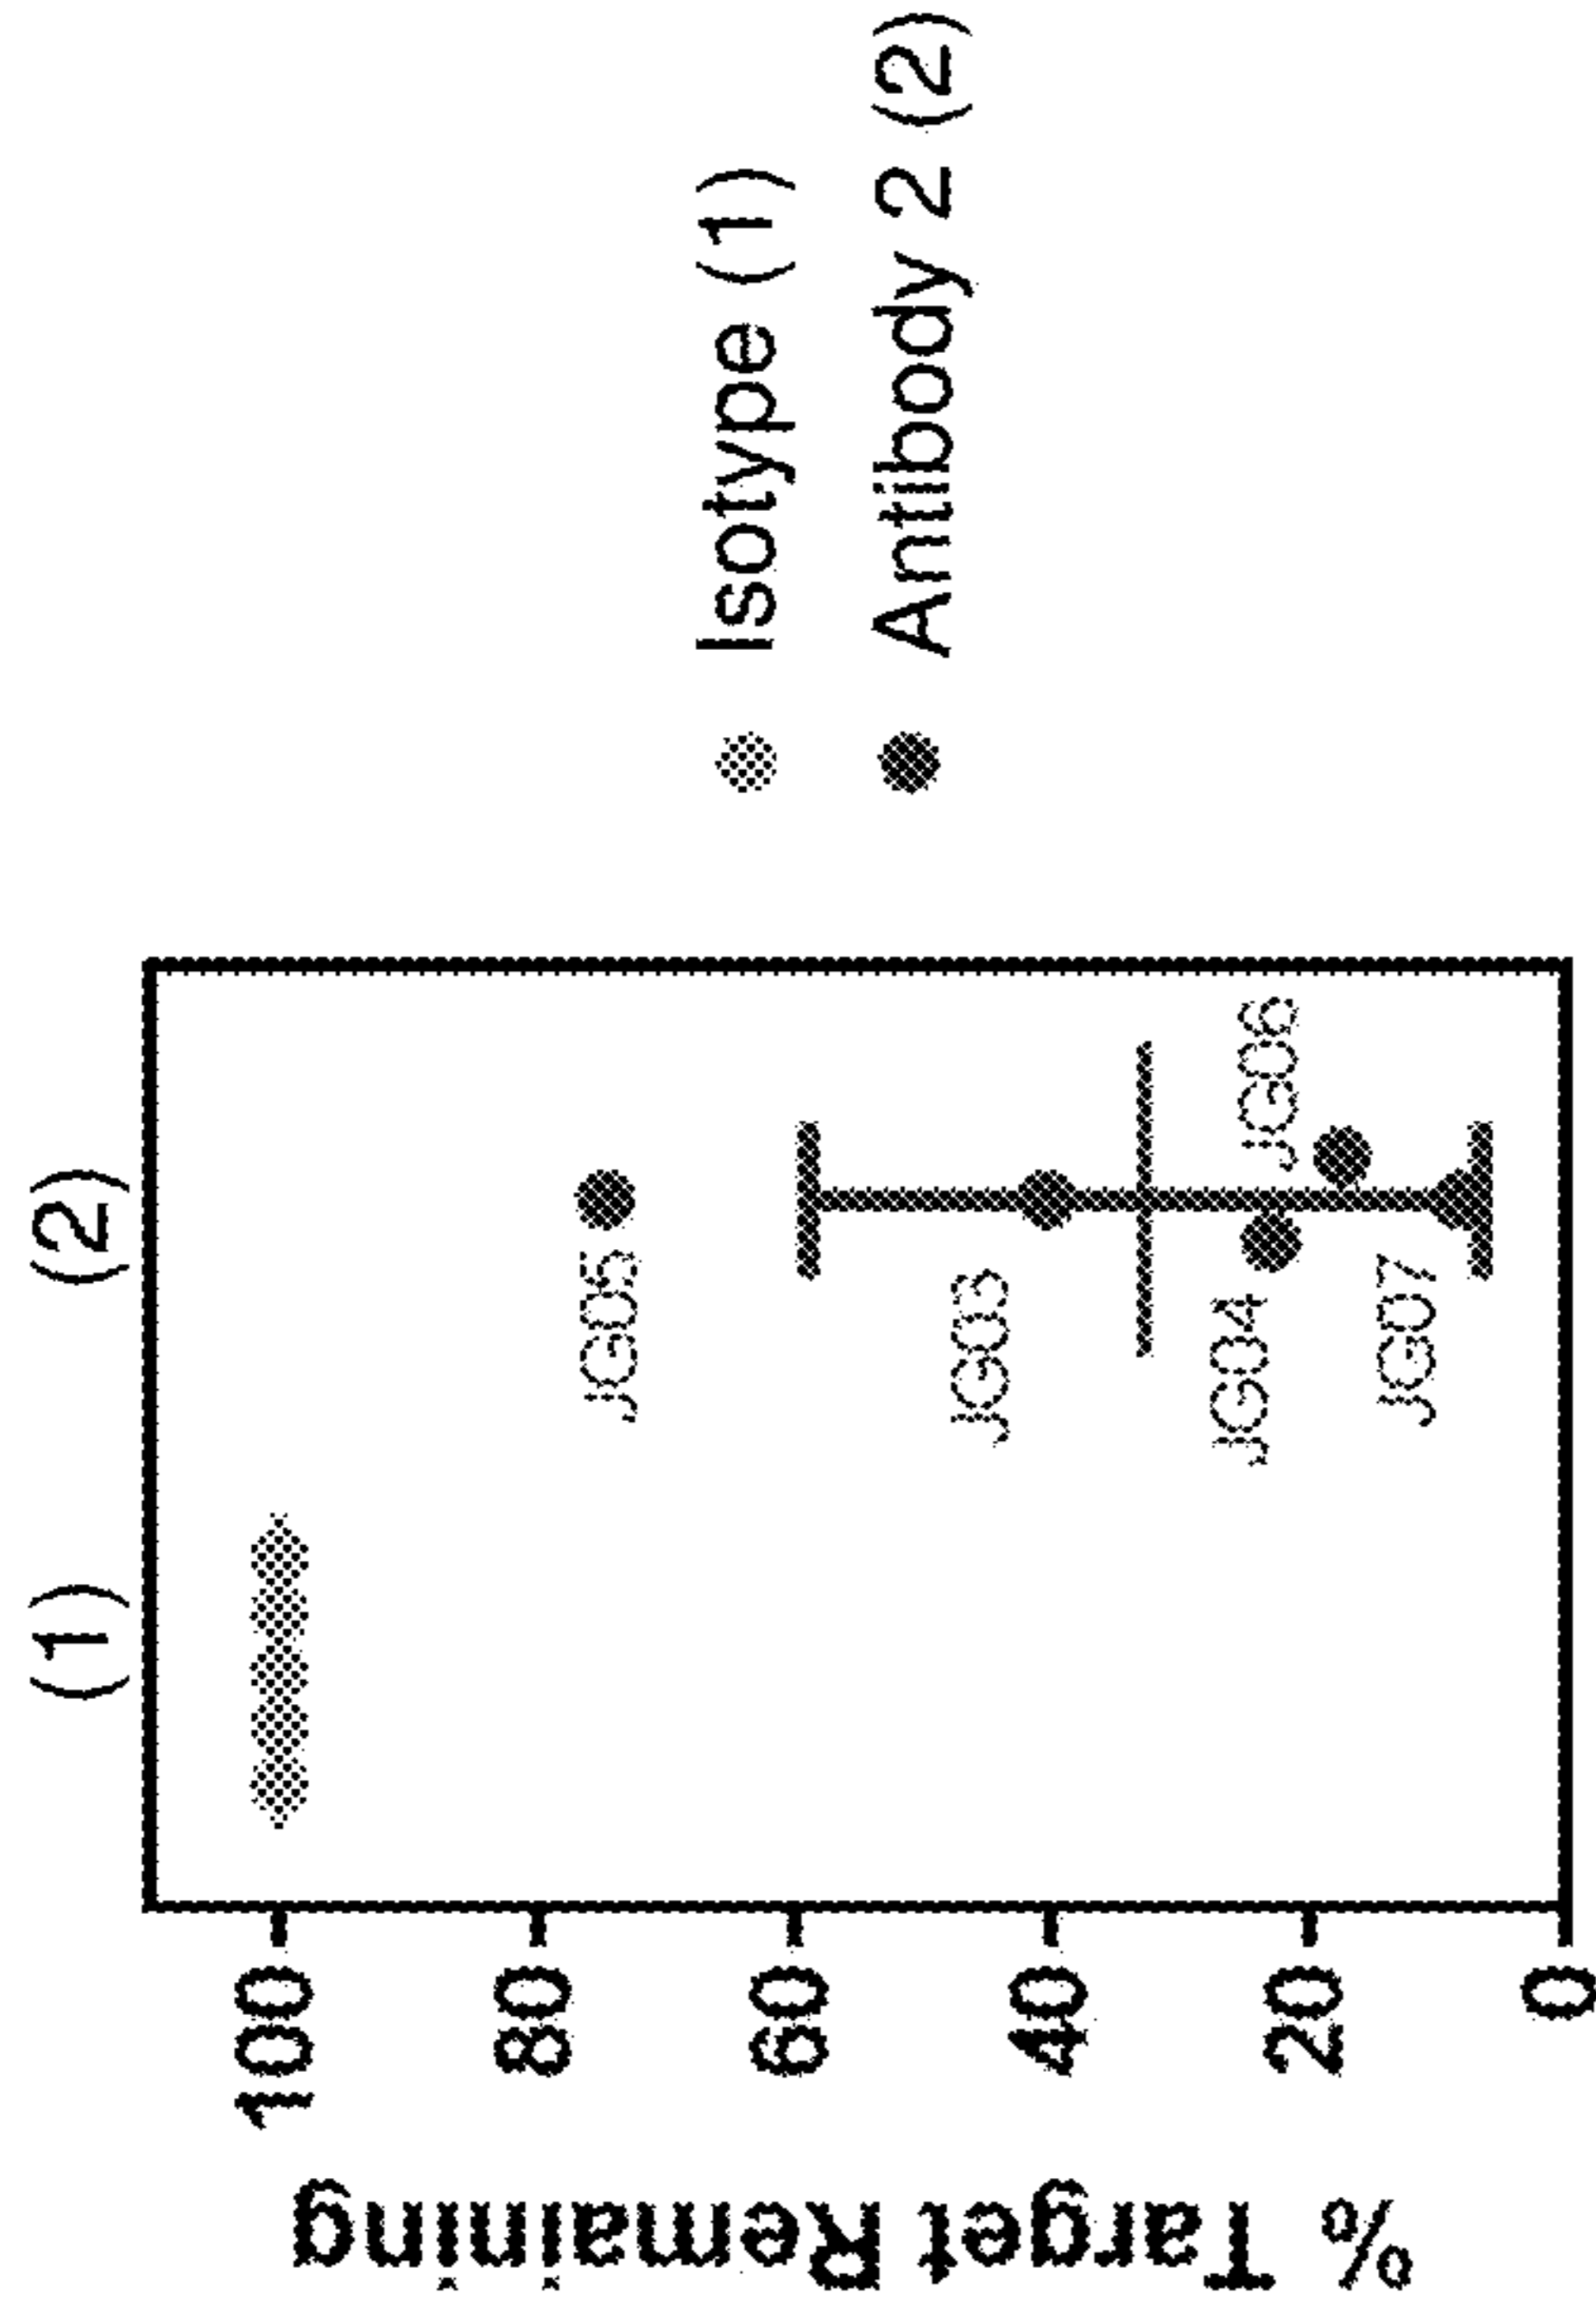 (1) (2)
% Target Remaining
100
80
60
40
20
0
JG05
JG03
JG04
JG06
JG07
Isotype (1)
Antibody 2 (2)